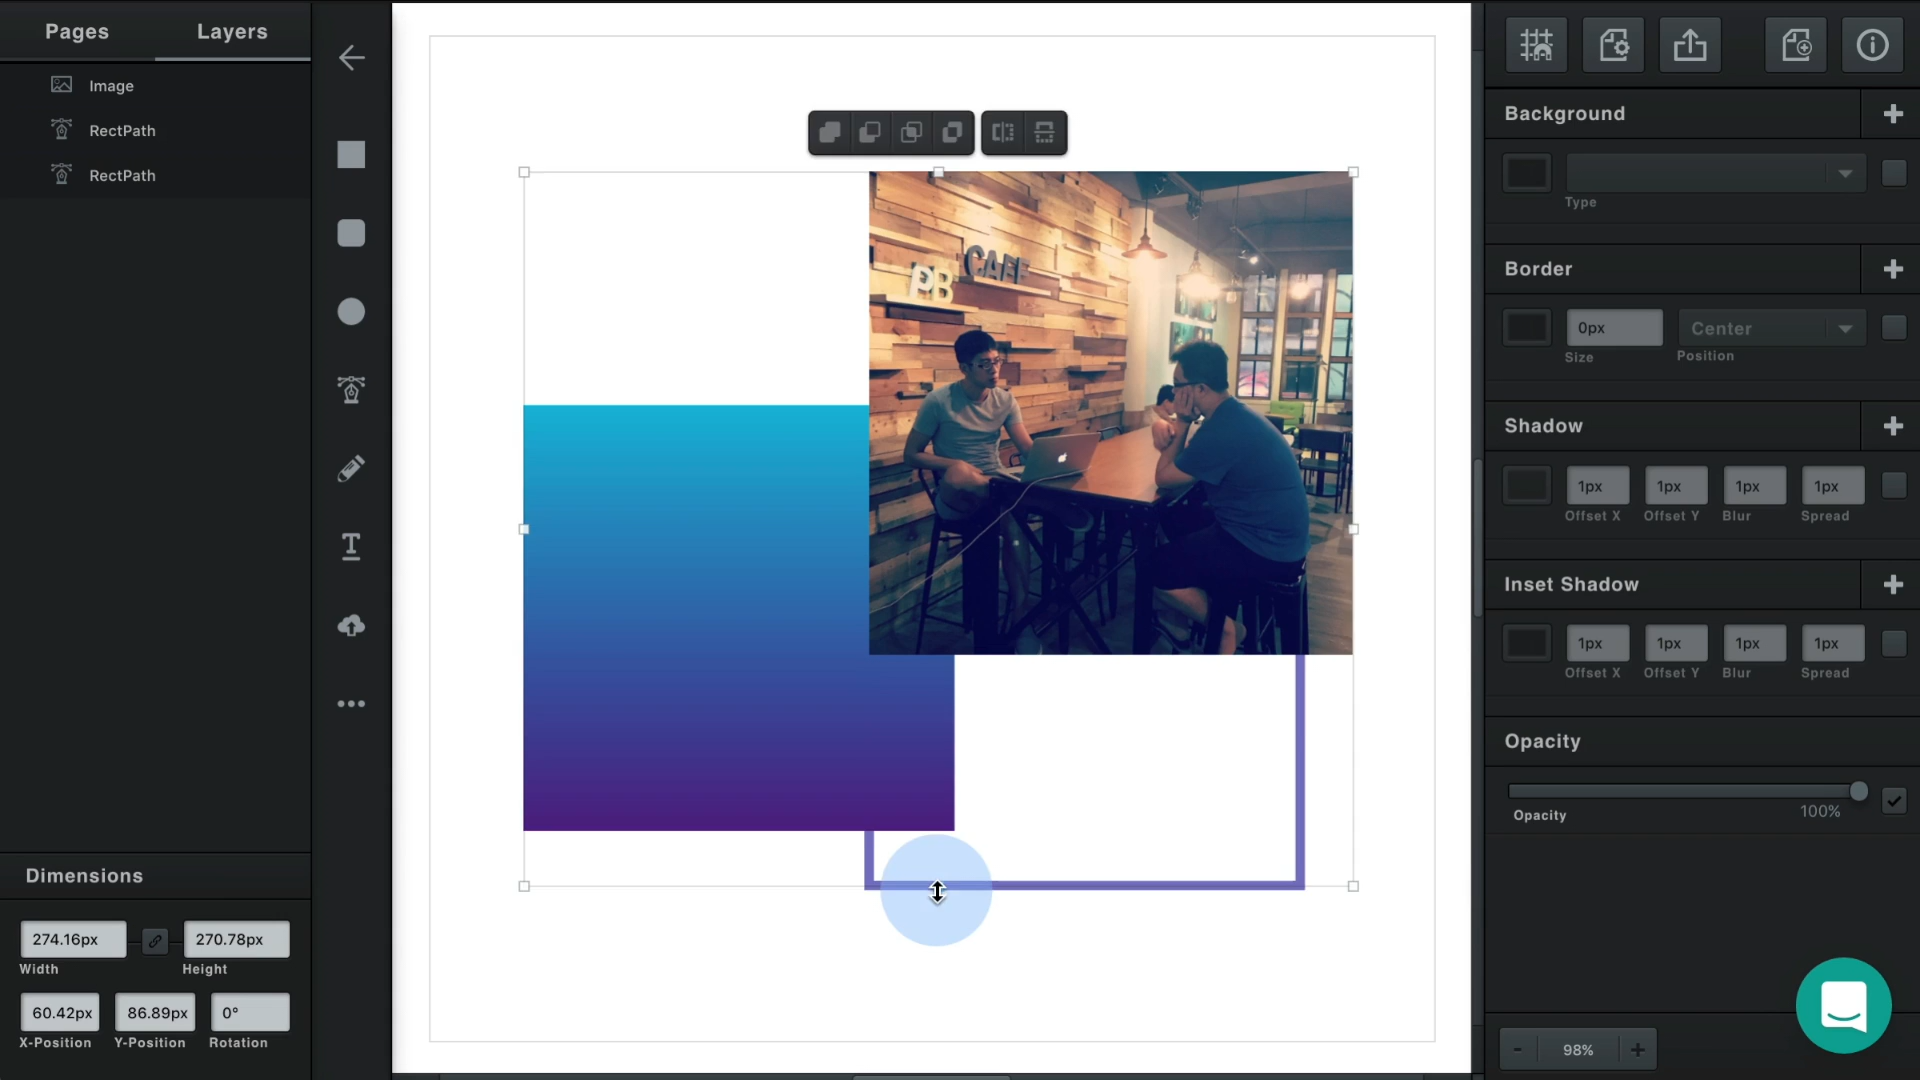 Pages
Layers
Image
RectPath
RectPath
Dimensions
274.16px
270.78px
Width
Height
60.42px
86.89px
0°
X-Position
Y-Position
Rotation
PB
CAFE
Background
Type
Border
0px
Center
Size
Position
Shadow
1px
1px
1px
1px
Offset X
Offset Y
Blur
Spread
Inset Shadow
1px
1px
1px
1px
Offset X
Offset Y
Blur
Spread
Opacity
Opacity
100%
- 98% +